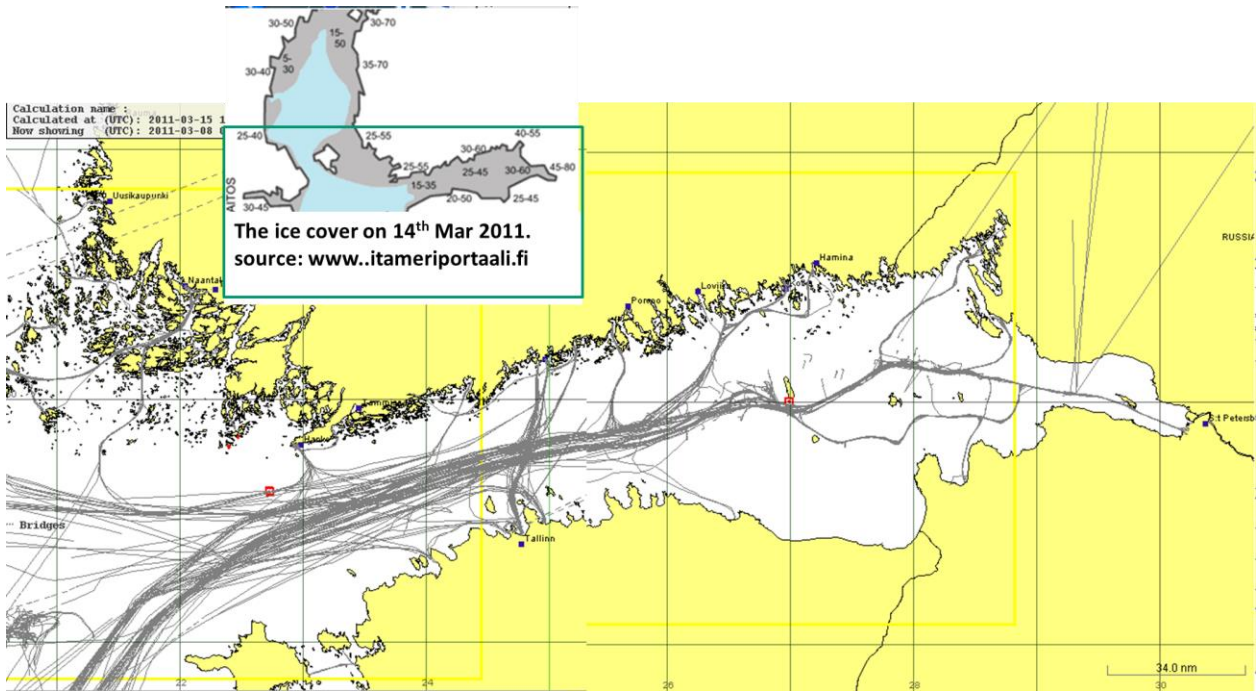 30-50
30-70
15-
50
5-
30
30-40
35-70
Calculation name :
Calculated at (UTC): 2011-03-15 1
Now showing (UTC): 2011-03-08 0
25-40
25-55
40-55
30-60
25-55
25-45
30-60
45-80
15-35
20-50
25-45
AITOS
30-45
The ice cover on 14th Mar 2011.
source: www..itameriportaali.fi
Uusikaupunki
RUSSIA
Naantal
Hamina
Loviisa
Porvoo
Tammis
Hanko
St Petersb
Bridges
Tallinn
34.0 nm
22
24
26
28
30